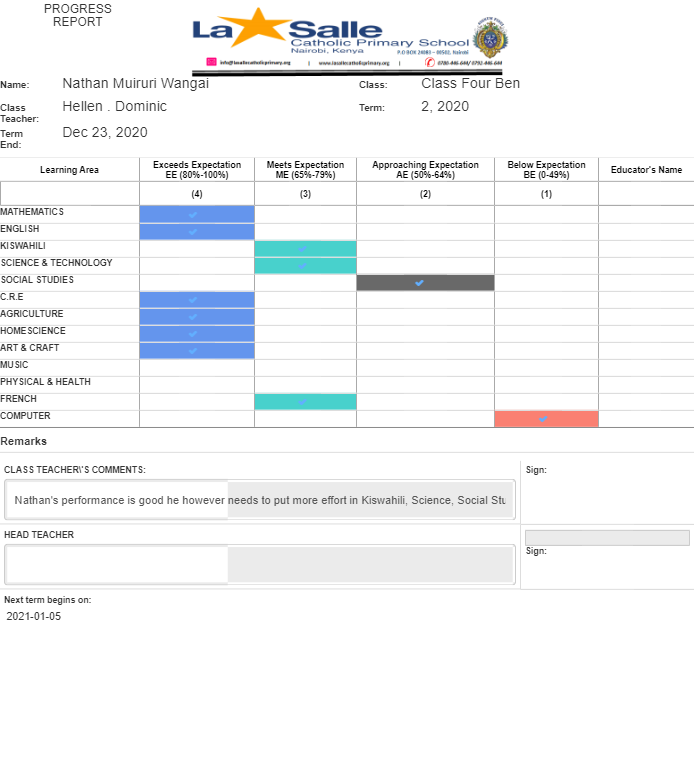 PROGRESS
REPORT
La Salle
Catholic Primary School
Nairobi, Kenya
P.O BOX 24083 – 00502, Nairobi
info@lasallecatholicprimary.org | www.lasallecatholicprimary.org | 0780-446-644/ 0792-446-644
Name: Nathan Muiruri Wangai Class: Class Four Ben
Class Teacher: Hellen . Dominic Term: 2, 2020
Term End: Dec 23, 2020
Learning Area Exceeds Expectation EE (80%-100%) Meets Expectation ME (65%-79%) Approaching Expectation AE (50%-64%) Below Expectation BE (0-49%) Educator's Name
(4) (3) (2) (1)
MATHEMATICS
ENGLISH
KISWAHILI
SCIENCE & TECHNOLOGY
SOCIAL STUDIES
C.R.E
AGRICULTURE
HOMESCIENCE
ART & CRAFT
MUSIC
PHYSICAL & HEALTH
FRENCH
COMPUTER
Remarks
CLASS TEACHER\'S COMMENTS: Sign:
Nathan's performance is good he however needs to put more effort in Kiswahili, Science, Social Stu
HEAD TEACHER
Sign:
Next term begins on:
2021-01-05